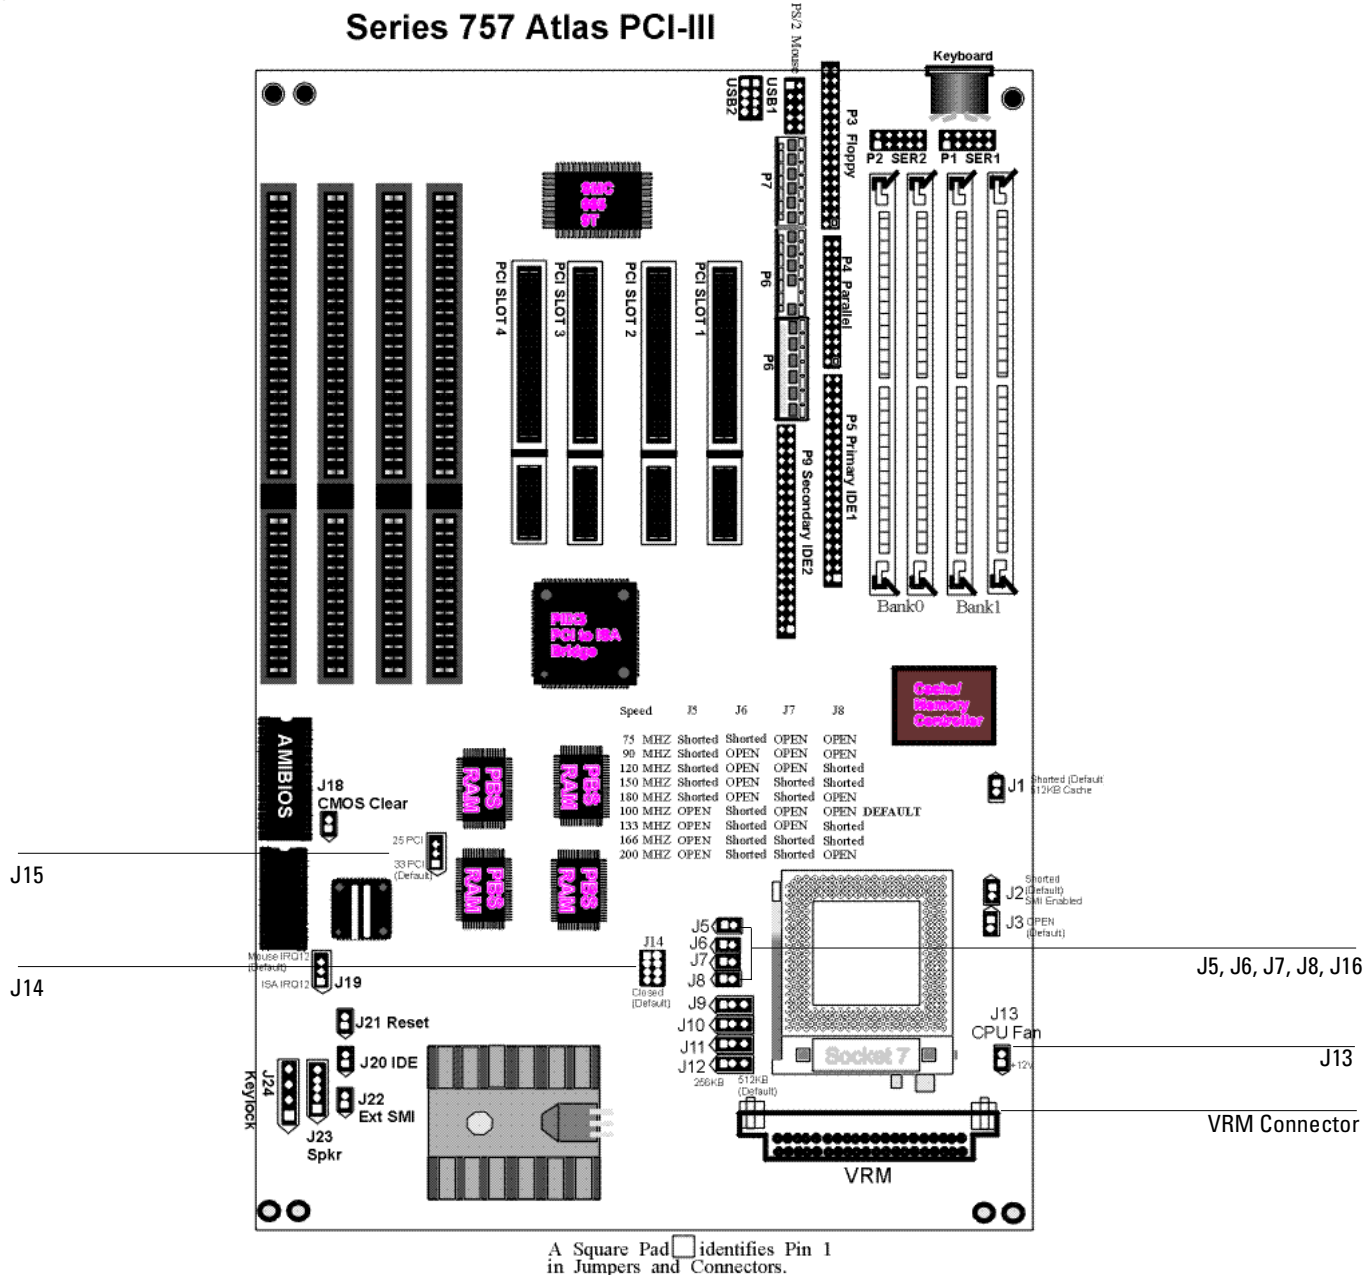 Series 757 Atlas PCI-III
PS/2 Mouse
Keyboard
USB2
USB1
P3 Floppy
P2 SER2
P1 SER1
P7
SMC
665
ST
P6
P4 Parallel
PCI SLOT 4
PCI SLOT 3
PCI SLOT 2
PCI SLOT 1
P6
P5 Primary IDE1
P9 Secondary IDE2
Bank0
Bank1
PIIX3
PCI to ISA
Bridge
Cache/
Memory
Controller
Speed J5 J6 J7 J8
75 MHZ Shorted Shorted OPEN OPEN
90 MHZ Shorted OPEN OPEN OPEN
120 MHZ Shorted OPEN OPEN Shorted
150 MHZ Shorted OPEN Shorted Shorted
180 MHZ Shorted OPEN Shorted OPEN
100 MHZ OPEN Shorted OPEN OPEN DEFAULT
133 MHZ OPEN Shorted OPEN Shorted
166 MHZ OPEN Shorted Shorted Shorted
200 MHZ OPEN Shorted Shorted OPEN
AMIBIOS
J18
CMOS Clear
PBS
RAM
PBS
RAM
J1
Shorted (Default
512KB Cache
25 PCI
33 PCI
(Default)
J15
PBS
RAM
PBS
RAM
J2
Shorted
(Default)
SMI Enabled
J3
OPEN
(Default)
J5
J6
J7
J8
J14
Closed
(Default)
Mouse IRQ12
(Default)
ISA IRQ12
J19
J14
J5, J6, J7, J8, J16
J9
J10
J11
J12
256KB
512KB
(Default)
Socket 7
J13
CPU Fan
+12V
J13
J21 Reset
J20 IDE
J22
Ext SMI
J24
Keylock
J23
Spkr
VRM Connector
VRM
A Square Pad identifies Pin 1
in Jumpers and Connectors.